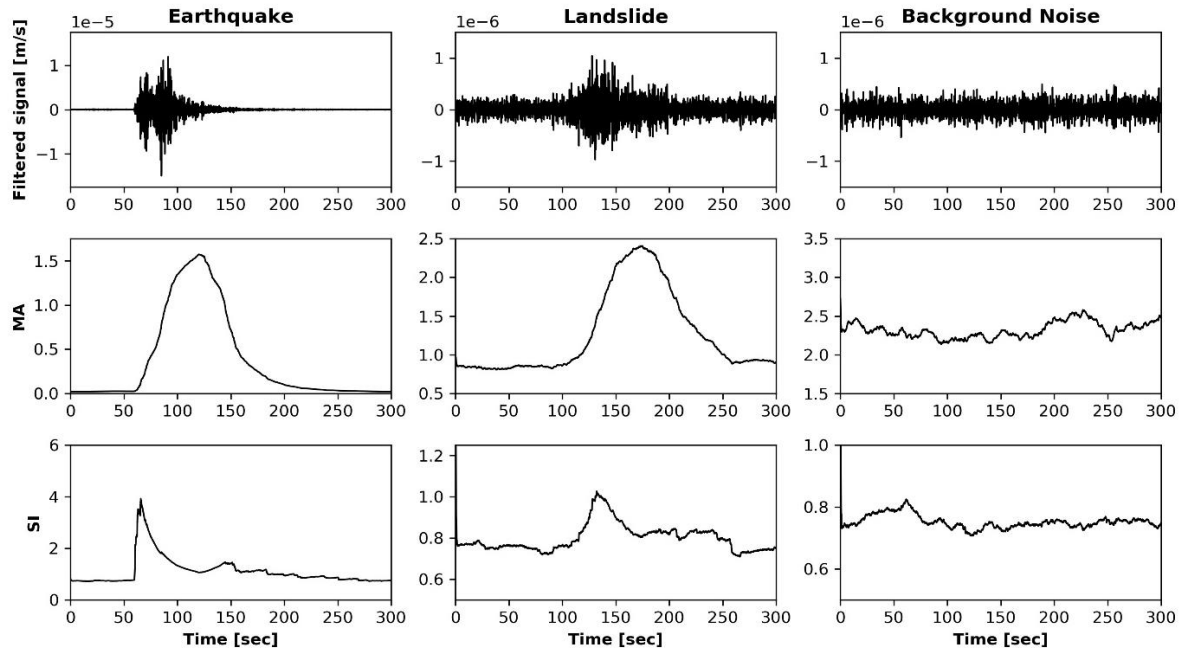 Earthquake
Landslide
Background Noise
1e−5
1e−6
1e−6
Filtered signal [m/s]
1
0
−1
0 50 100 150 200 250 300
1
0
−1
0 50 100 150 200 250 300
1
0
−1
0 50 100 150 200 250 300
MA
1.5
1.0
0.5
0.0
0 50 100 150 200 250 300
2.5
2.0
1.5
1.0
0.5
0 50 100 150 200 250 300
3.5
3.0
2.5
2.0
1.5
0 50 100 150 200 250 300
SI
6
4
2
0
0 50 100 150 200 250 300
Time [sec]
1.2
1.0
0.8
0.6
0 50 100 150 200 250 300
Time [sec]
1.0
0.8
0.6
0 50 100 150 200 250 300
Time [sec]